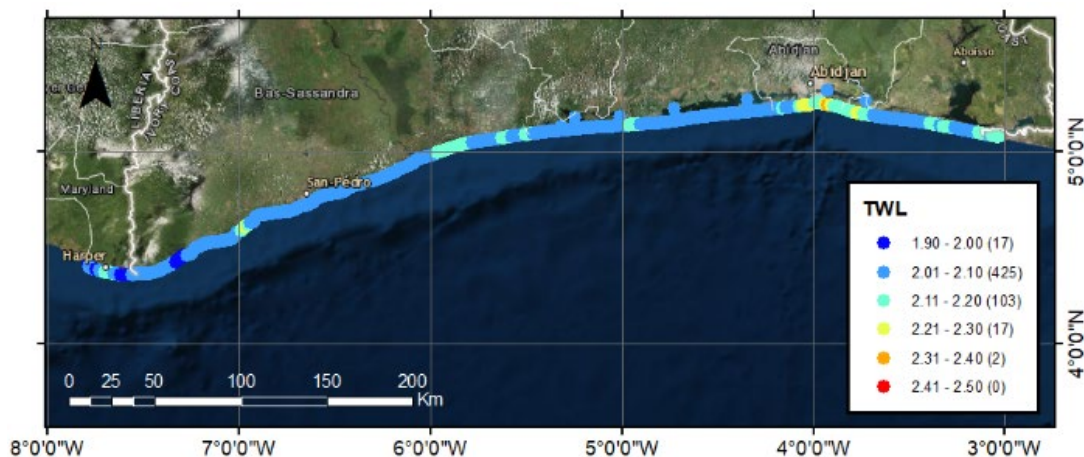 Abidjan
Aboisso
Abidjan
Bas-Sassandra
San-Pédro
Maryland
Harper
TWL
1.90 - 2.00 (17)
2.01 - 2.10 (425)
2.11 - 2.20 (103)
2.21 - 2.30 (17)
2.31 - 2.40 (2)
2.41 - 2.50 (0)
0 25 50 100 150 200
Km
5°0'0"N
4°0'0"N
8°0'0"W 7°0'0"W 6°0'0"W 5°0'0"W 4°0'0"W 3°0'0"W